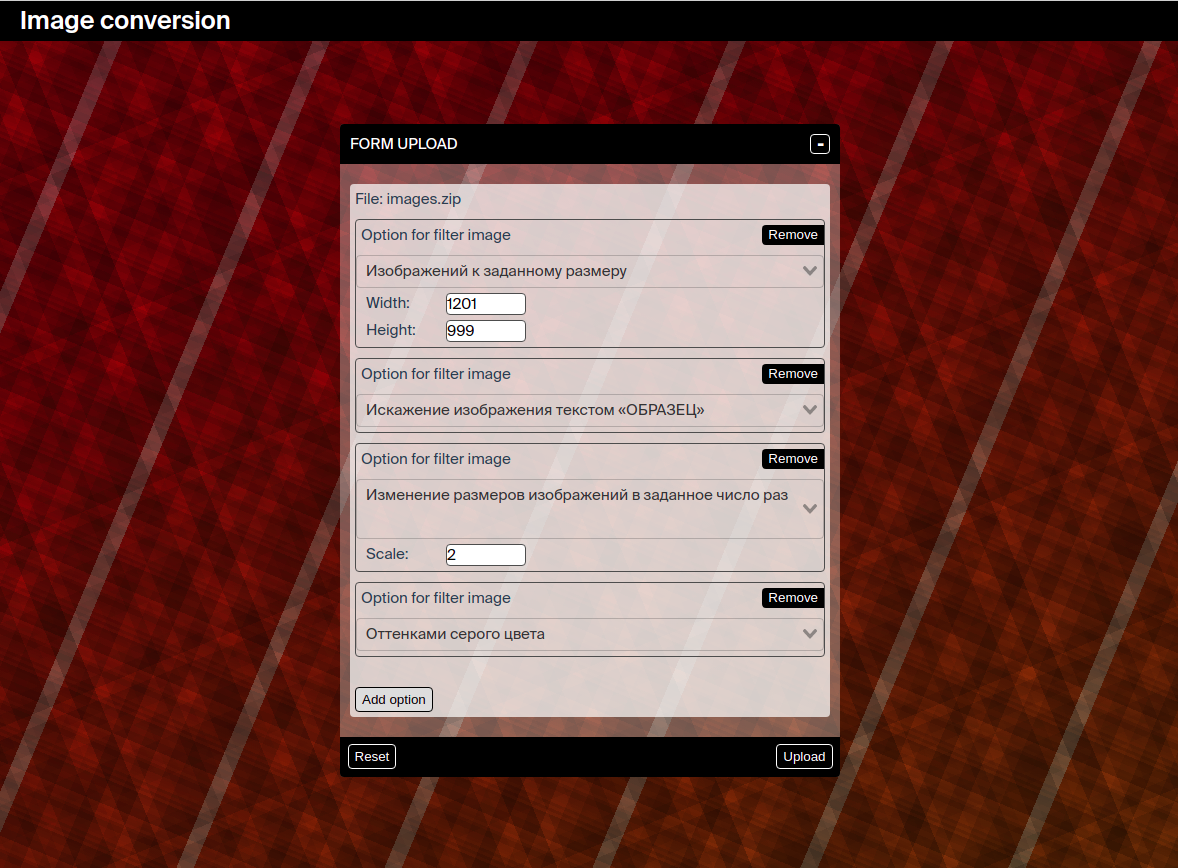 Image conversion
FORM UPLOAD
-
File: images.zip
Option for filter image
Remove
Изображений к заданному размеру
Width:
1201
Height:
999
Option for filter image
Remove
Искажение изображения текстом «ОБРАЗЕЦ»
Option for filter image
Remove
Изменение размеров изображений в заданное число раз
Scale:
2
Option for filter image
Remove
Оттенками серого цвета
Add option
Reset
Upload